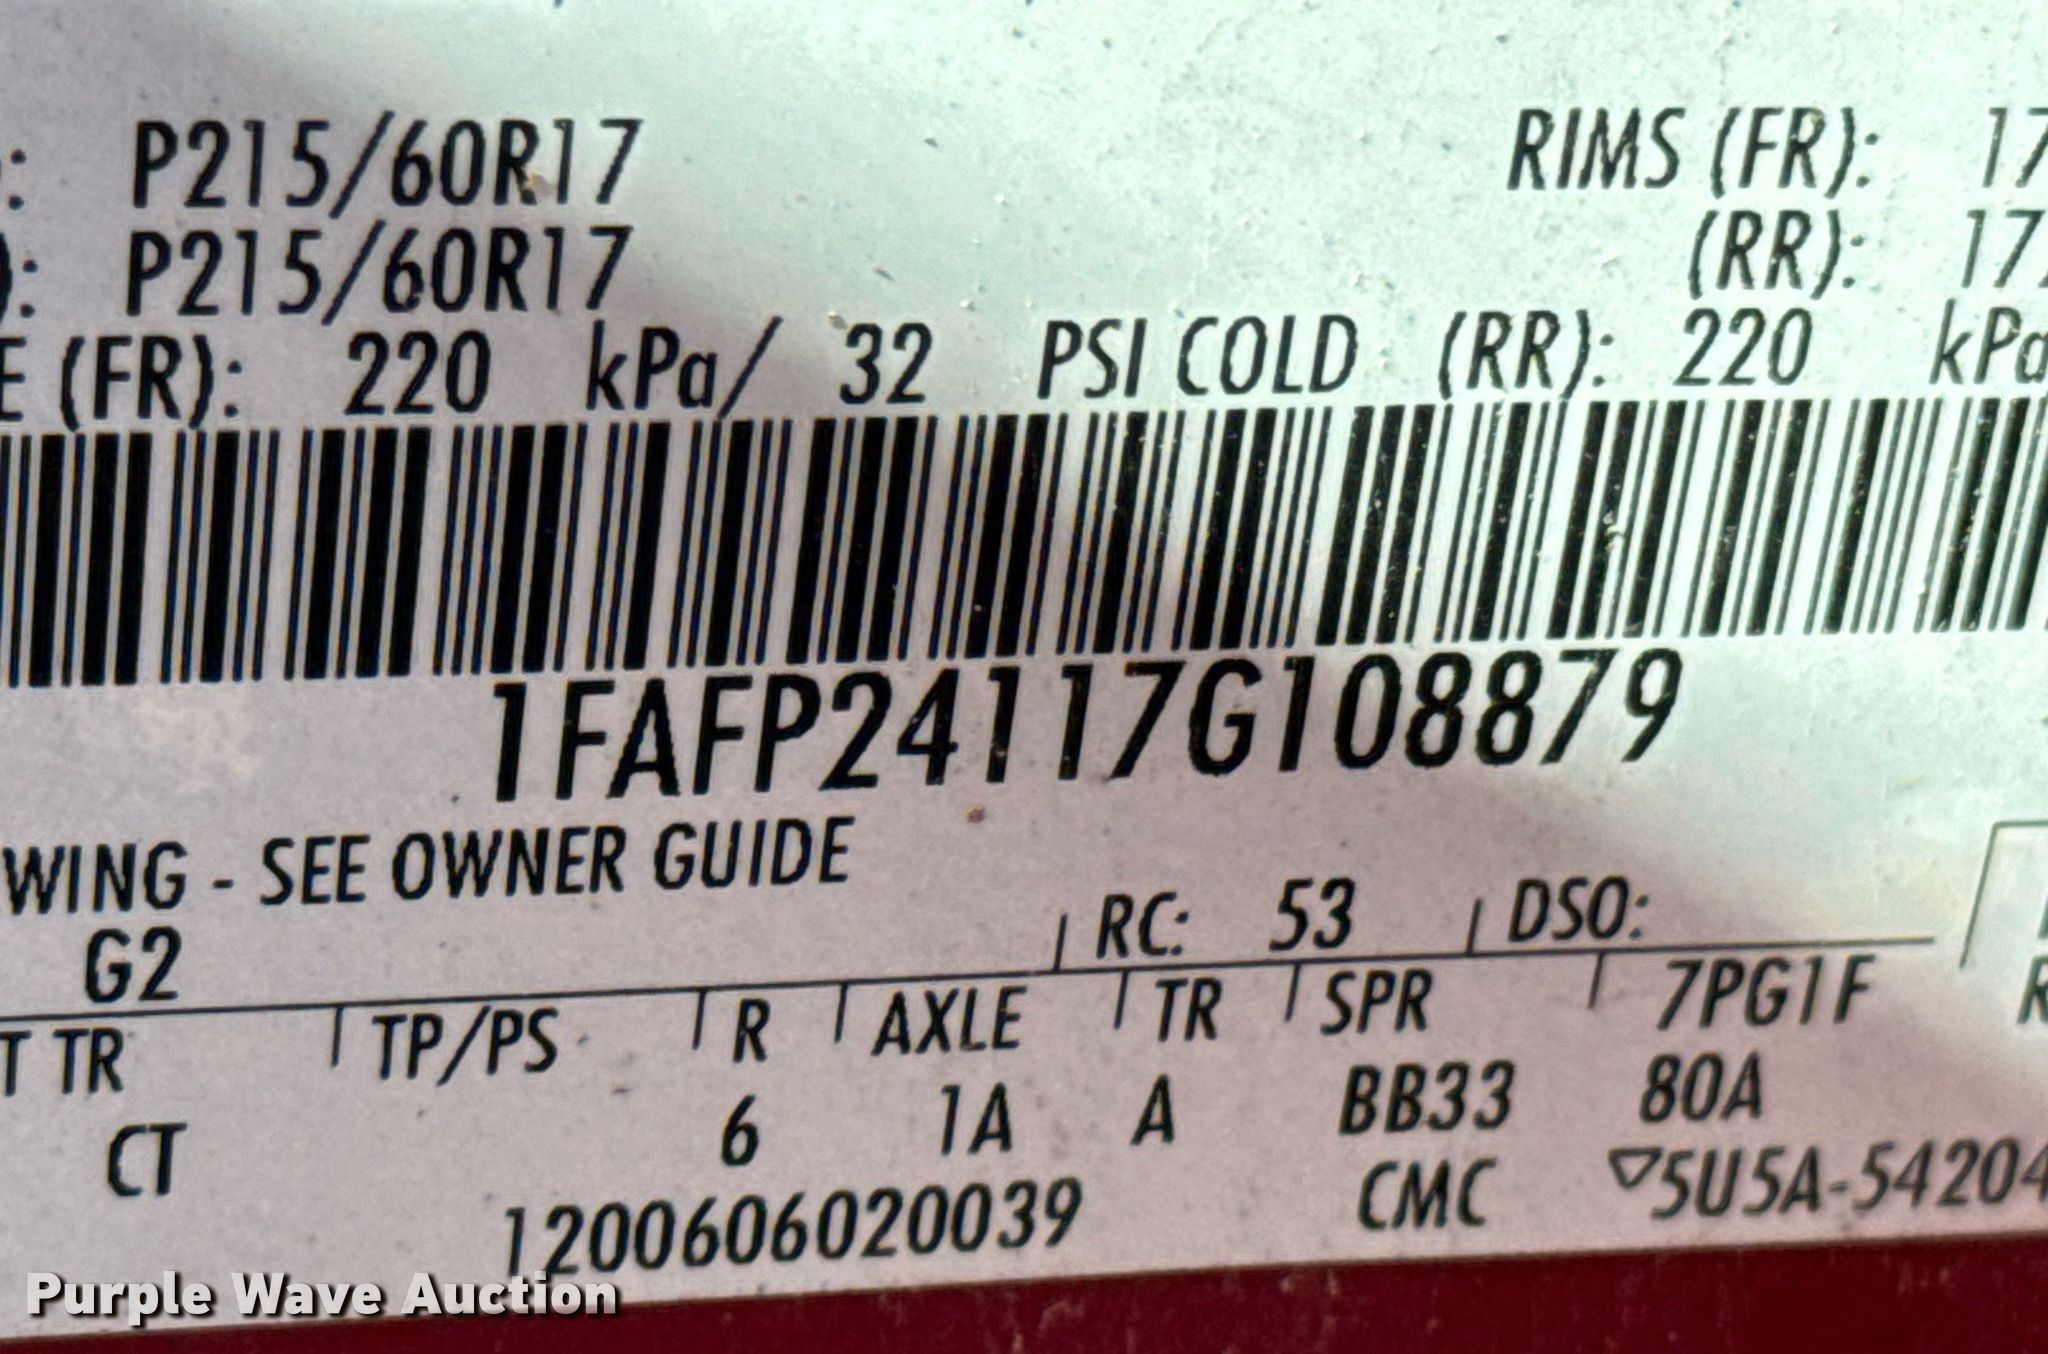 ): P215/60R17 RIMS (FR): 17
): P215/60R17 (RR): 17
E (FR): 220 kPa/ 32 PSI COLD (RR): 220 kPa
1FAFP24117G108879
WING - SEE OWNER GUIDE
G2 RC: 53 DSO:
T TR TP/PS R AXLE TR SPR 7PG1F R
CT 6 1A A BB33 80A
1200606020039 CMC ▽5U5A-54204
Purple Wave Auction